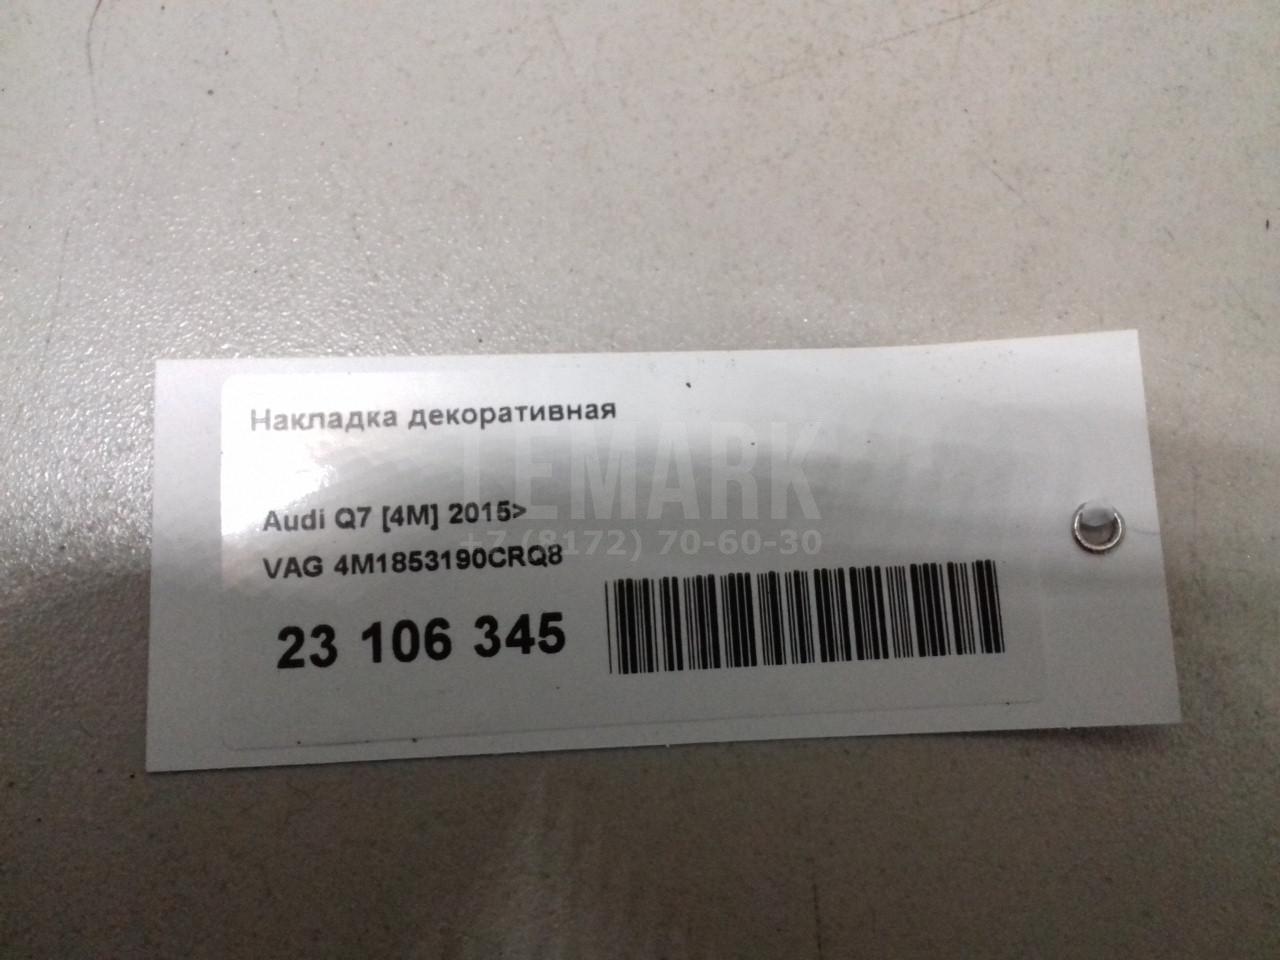 Накладка декоративная
LEMARK
Audi Q7 [4M] 2015>
+7 (8172) 70-60-30
VAG 4M1853190CRQ8
23 106 345